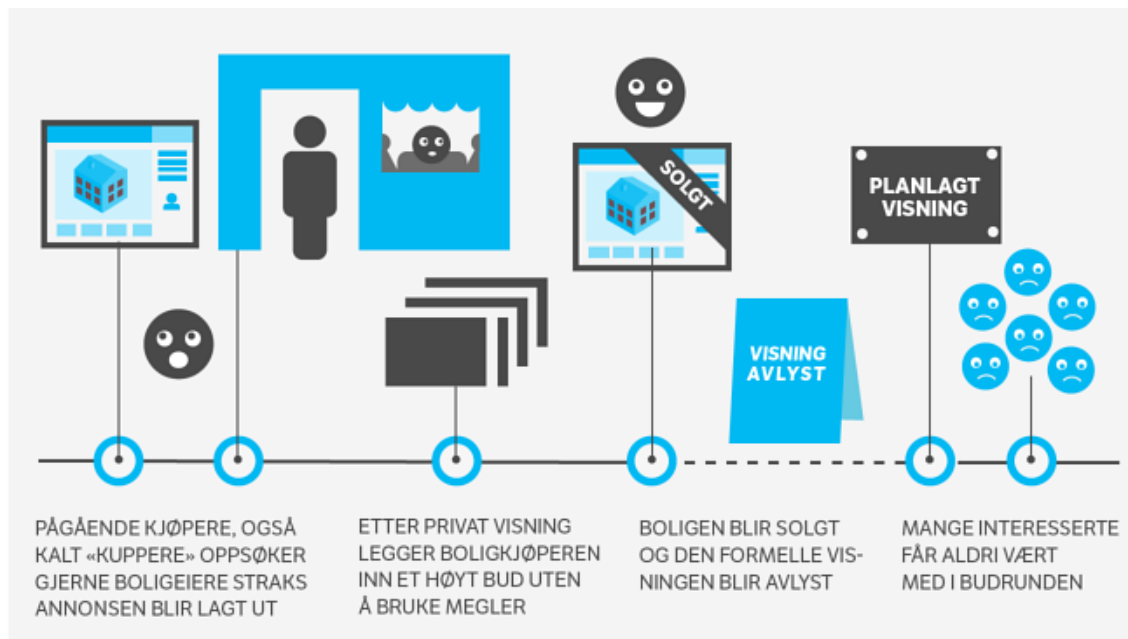 SOLGT
PLANLAGT
VISNING
VISNING
AVLYST
PÅGÅENDE KJØPERE, OGSÅ
KALT «KUPPERE» OPPSØKER
GJERNE BOLIGEIERE STRAKS
ANNONSEN BLIR LAGT UT
ETTER PRIVAT VISNING
LEGGER BOLIGKJØPEREN
INN ET HØYT BUD UTEN
Å BRUKE MEGLER
BOLIGEN BLIR SOLGT
OG DEN FORMELLE VIS-
NINGEN BLIR AVLYST
MANGE INTERESSERTE
FÅR ALDRI VÆRT
MED I BUDRUNDEN